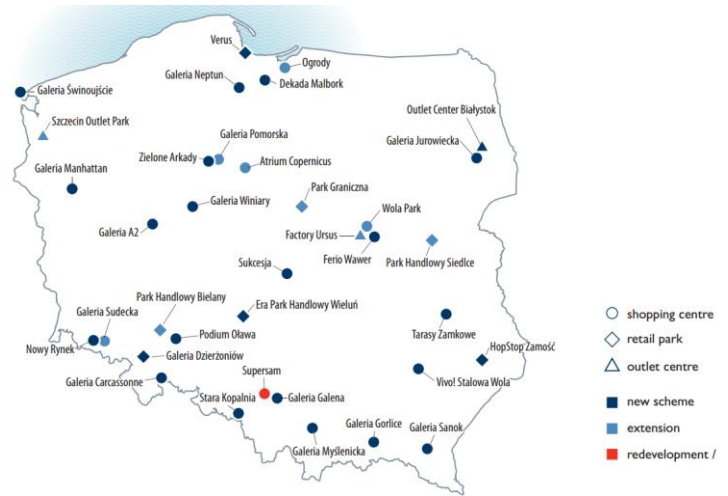 Verus
Ogrody
Galeria Neptun
Dekada Malbork
Galeria Świnoujście
Outlet Center Białystok
Szczecin Outlet Park
Galeria Pomorska
Galeria Jurowiecka
Zielone Arkady
Atrium Copernicus
Galeria Manhattan
Park Graniczna
Galeria Winiary
Wola Park
Galeria A2
Factory Ursus
Ferio Wawer
Park Handlowy Siedlce
Sukcesja
Park Handlowy Bielany
Era Park Handlowy Wieluń
Galeria Sudecka
Podium Oława
Tarasy Zamkowe
Nowy Rynek
HopStop Zamość
Galeria Dzierżoniów
Supersam
Galeria Carcassonne
Vivo! Stalowa Wola
Stara Kopalnia
Galeria Galena
Galeria Gorlice
Galeria Sanok
Galeria Myślenicka
shopping centre
retail park
outlet centre
new scheme
extension
redevelopment /